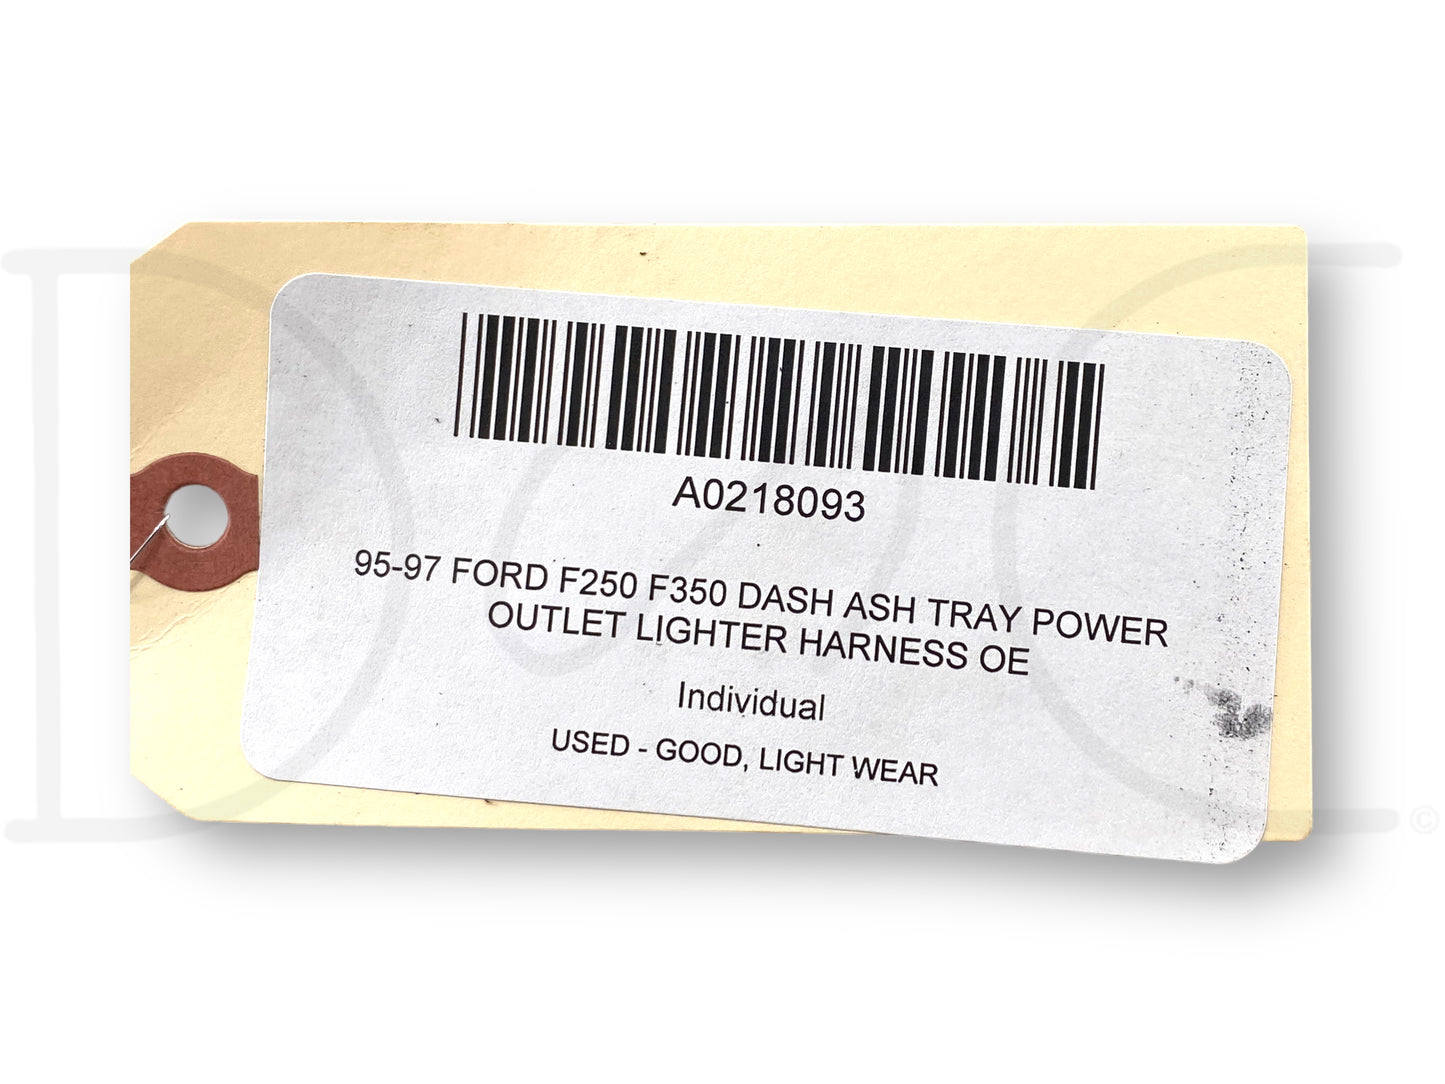 A0218093
95-97 FORD F250 F350 DASH ASH TRAY POWER
OUTLET LIGHTER HARNESS OE
Individual
USED - GOOD, LIGHT WEAR
©